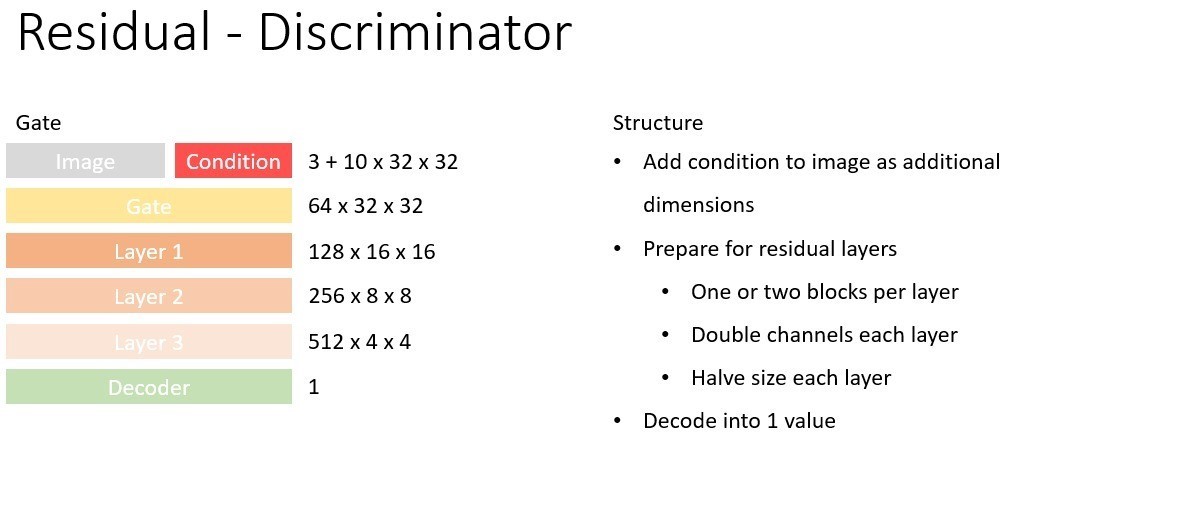 Residual - Discriminator
Gate
Image Condition 3 + 10 x 32 x 32
Gate 64 x 32 x 32
Layer 1 128 x 16 x 16
Layer 2 256 x 8 x 8
Layer 3 512 x 4 x 4
Decoder 1
Structure
• Add condition to image as additional
dimensions
• Prepare for residual layers
• One or two blocks per layer
• Double channels each layer
• Halve size each layer
• Decode into 1 value